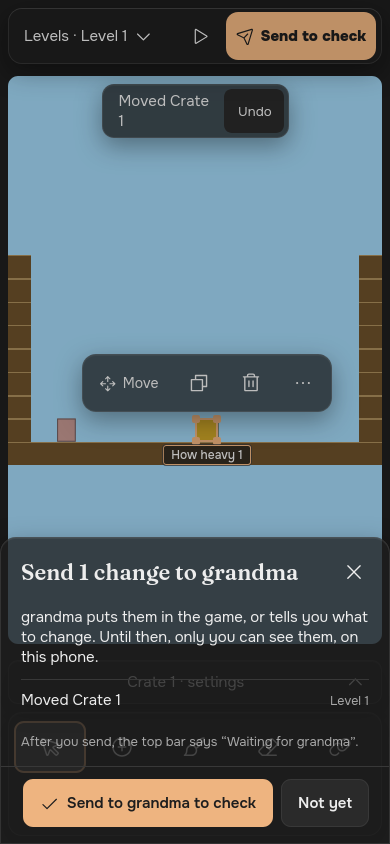 Levels · Level 1
Send to check
Moved Crate
1
Undo
Move
How heavy 1
Send 1 change to grandma
grandma puts them in the game, or tells you what
to change. Until then, only you can see them, on
this phone.
Crate 1 · settings
Moved Crate 1
Level 1
After you send, the top bar says “Waiting for grandma”.
Send to grandma to check
Not yet